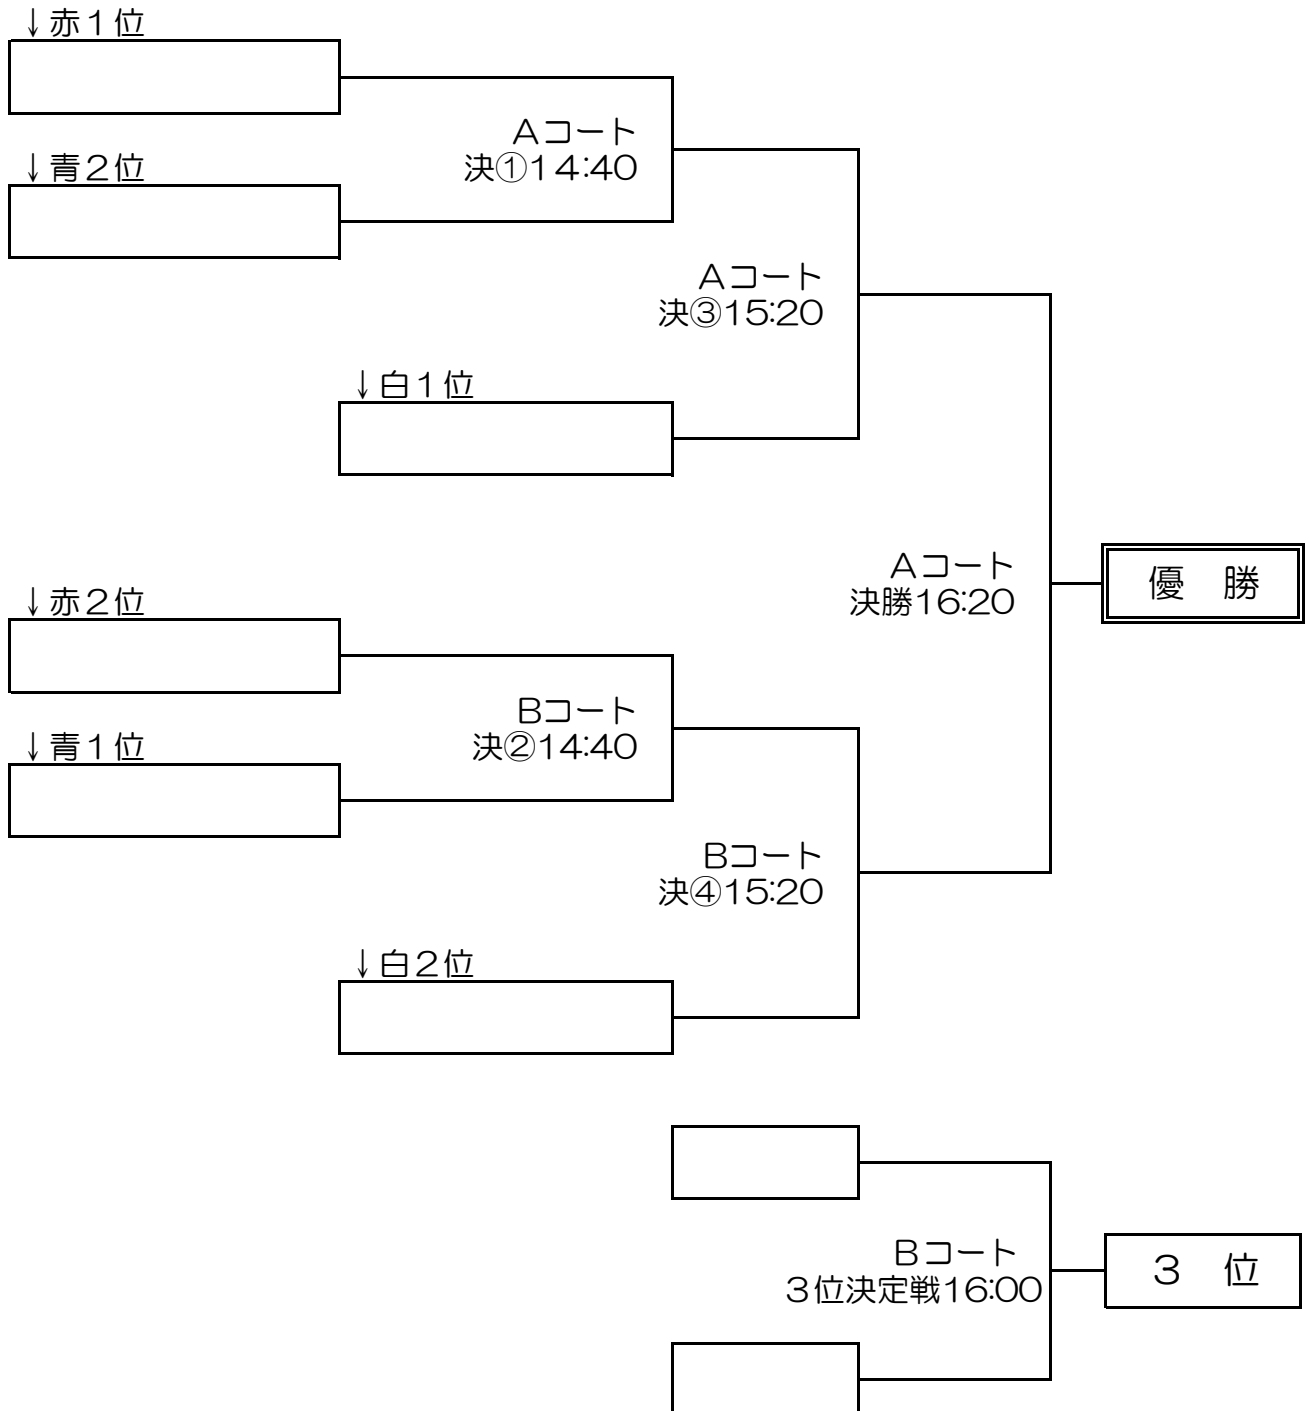 ↓赤１位
Ａコート
決①14:40
↓青２位
Ａコート
決③15:20
↓白１位
Ａコート
決勝16:20
優　勝
↓赤２位
Ｂコート
決②14:40
↓青１位
Ｂコート
決④15:20
↓白２位
Ｂコート
３位決定戦16:00
３　位